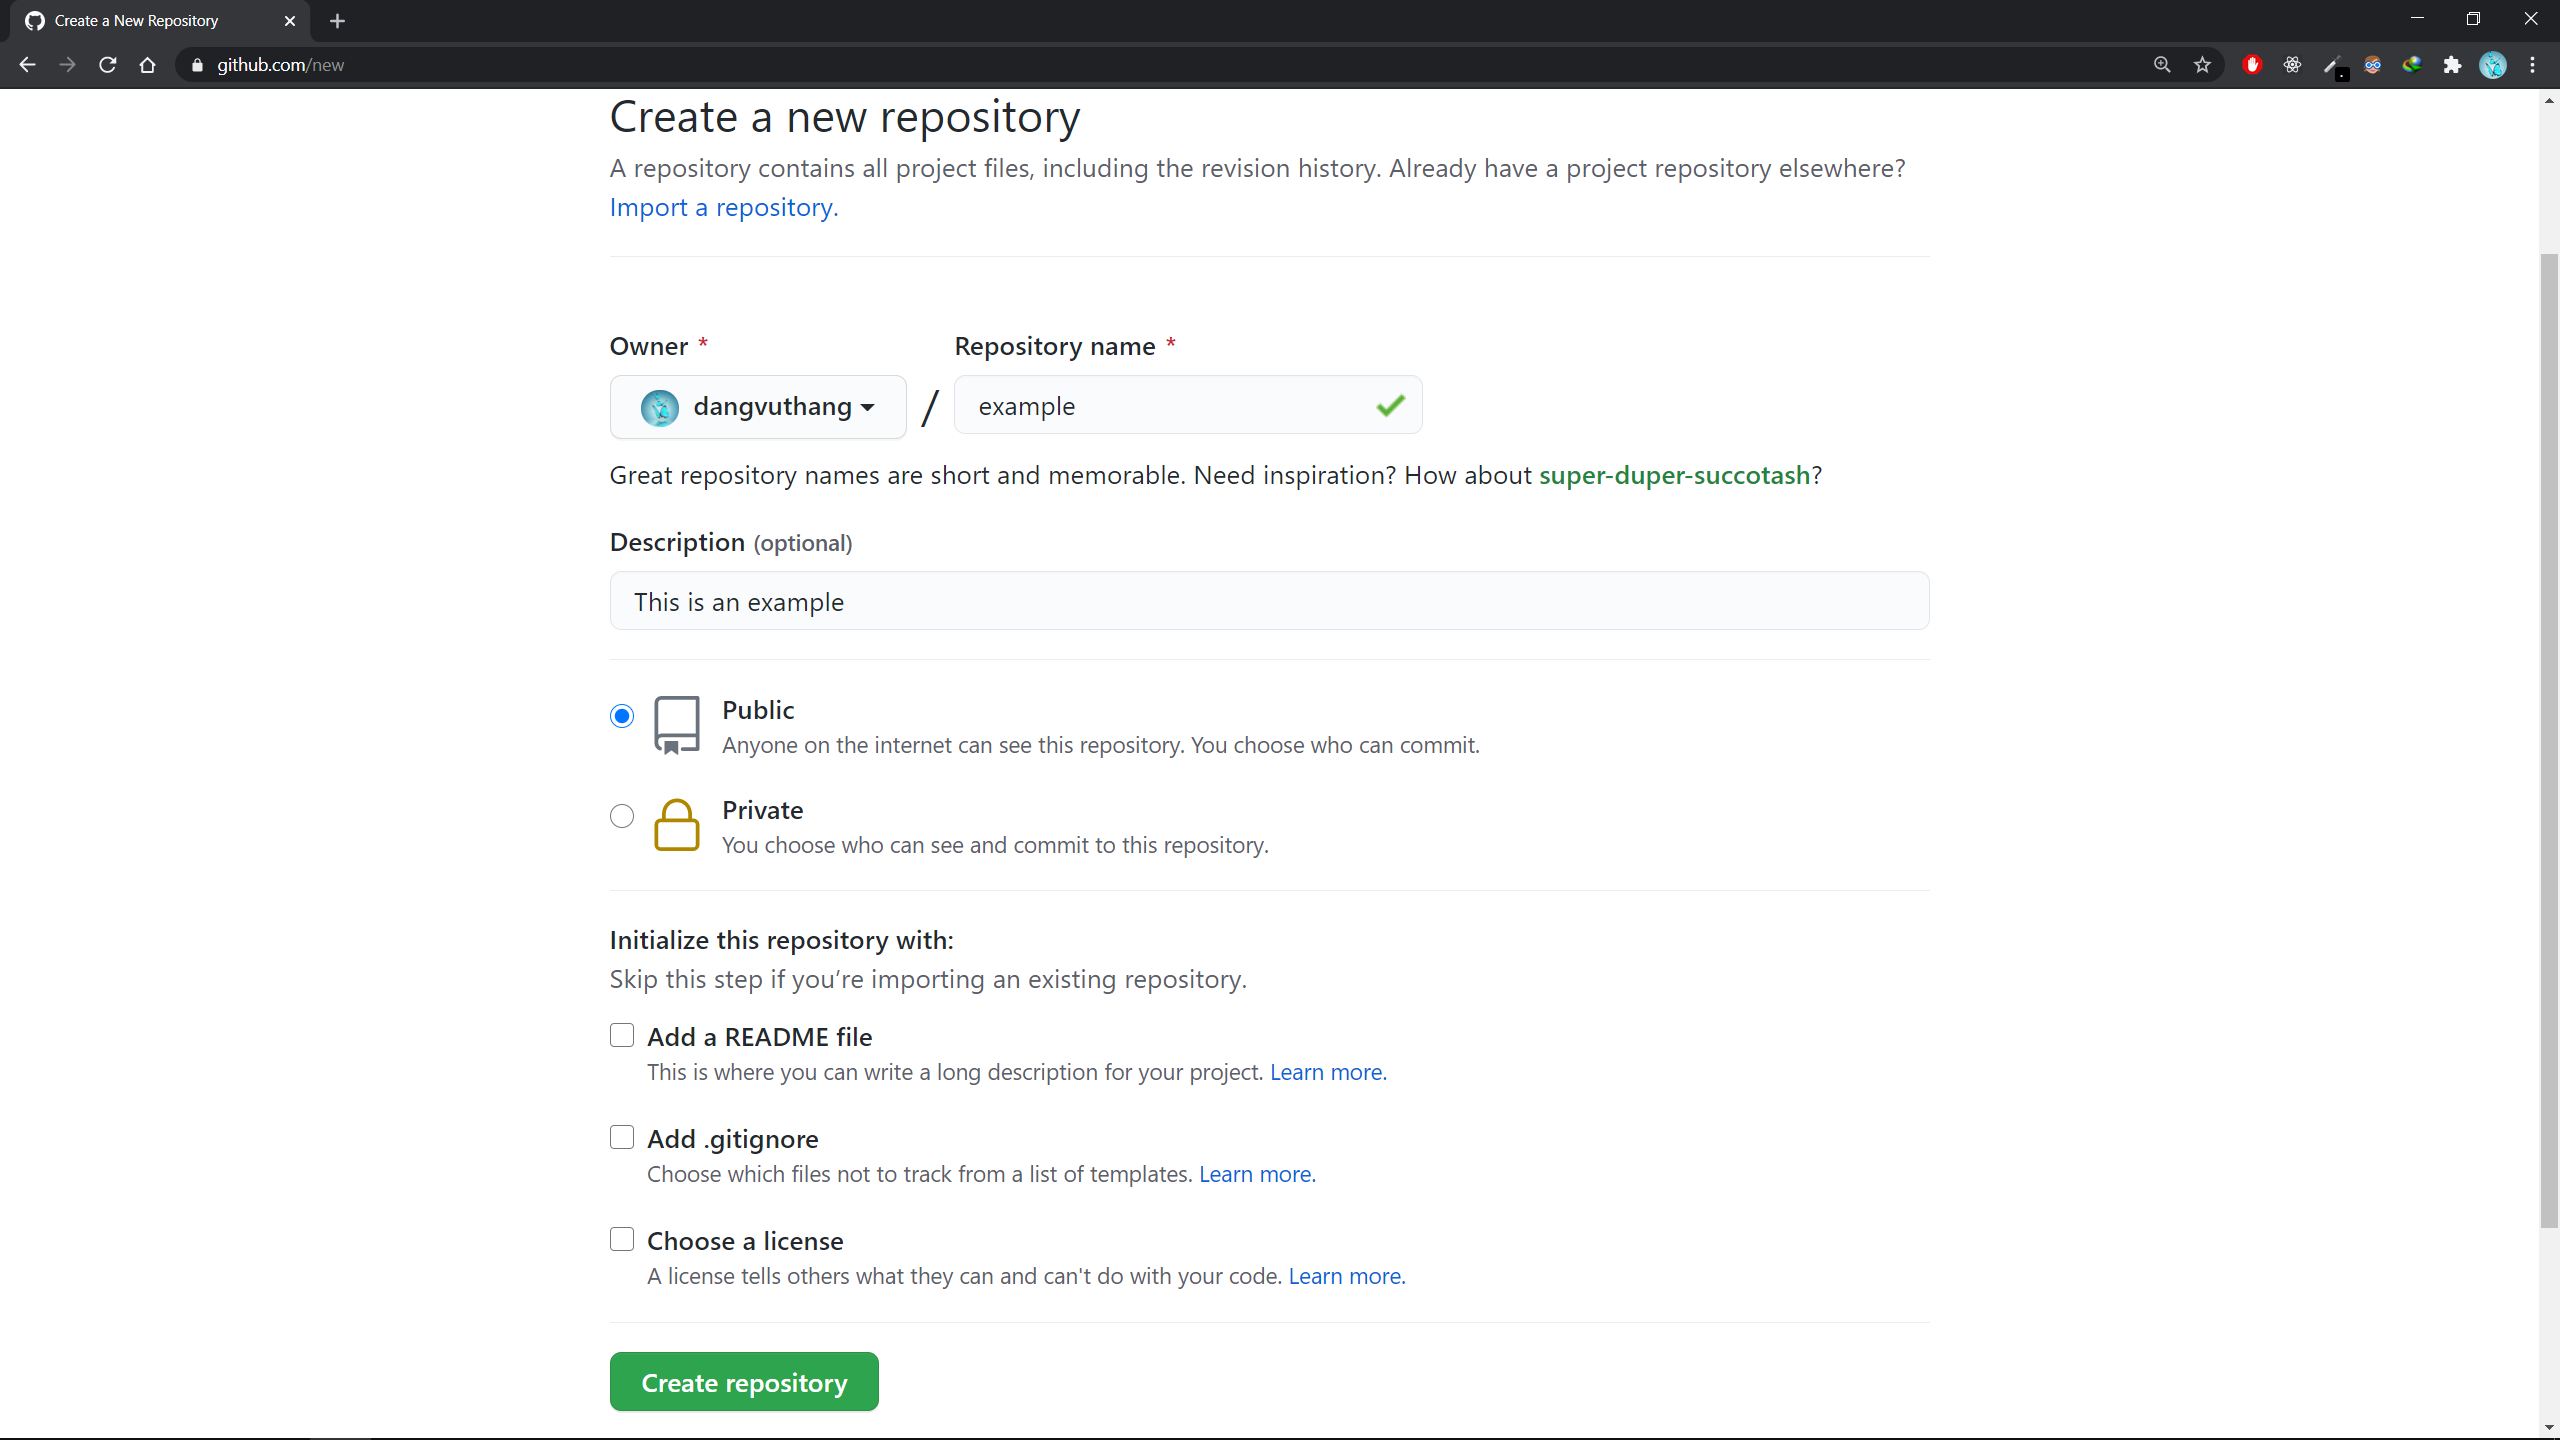 Create a New Repository
github.com/new
Create a new repository
A repository contains all project files, including the revision history. Already have a project repository elsewhere?
Import a repository.
Owner * Repository name *
dangvuthang / example
Great repository names are short and memorable. Need inspiration? How about super-duper-succotash?
Description (optional)
This is an example
Public
Anyone on the internet can see this repository. You choose who can commit.
Private
You choose who can see and commit to this repository.
Initialize this repository with:
Skip this step if you’re importing an existing repository.
Add a README file
This is where you can write a long description for your project. Learn more.
Add .gitignore
Choose which files not to track from a list of templates. Learn more.
Choose a license
A license tells others what they can and can't do with your code. Learn more.
Create repository